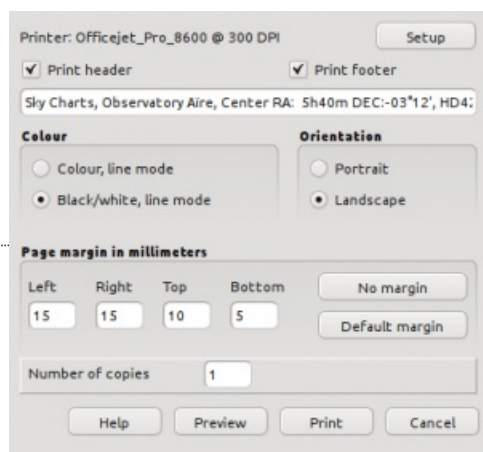 Printer: Officejet_Pro_8600 @ 300 DPI Setup
Print header Print footer
Sky Charts, Observatory Aïre, Center RA: 5h40m DEC:-03°12', HD42
Colour Orientation
Colour, line mode Portrait
Black/white, line mode Landscape
Page margin in millimeters
Left Right Top Bottom No margin
15 15 10 5 Default margin
Number of copies 1
Help Preview Print Cancel